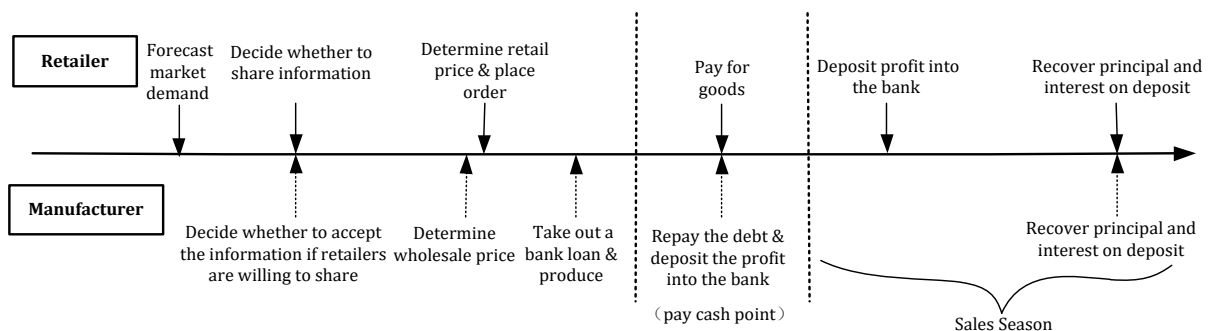 Retailer
Forecast
market
demand
Decide whether to
share information
Determine retail
price & place
order
Pay for
goods
Deposit profit into
the bank
Recover principal and
interest on deposit
Manufacturer
Decide whether to accept
the information if retailers
are willing to share
Determine
wholesale price
Take out a
bank loan &
produce
Repay the debt &
deposit the profit
into the bank
（pay cash point）
Recover principal and
interest on deposit
Sales Season